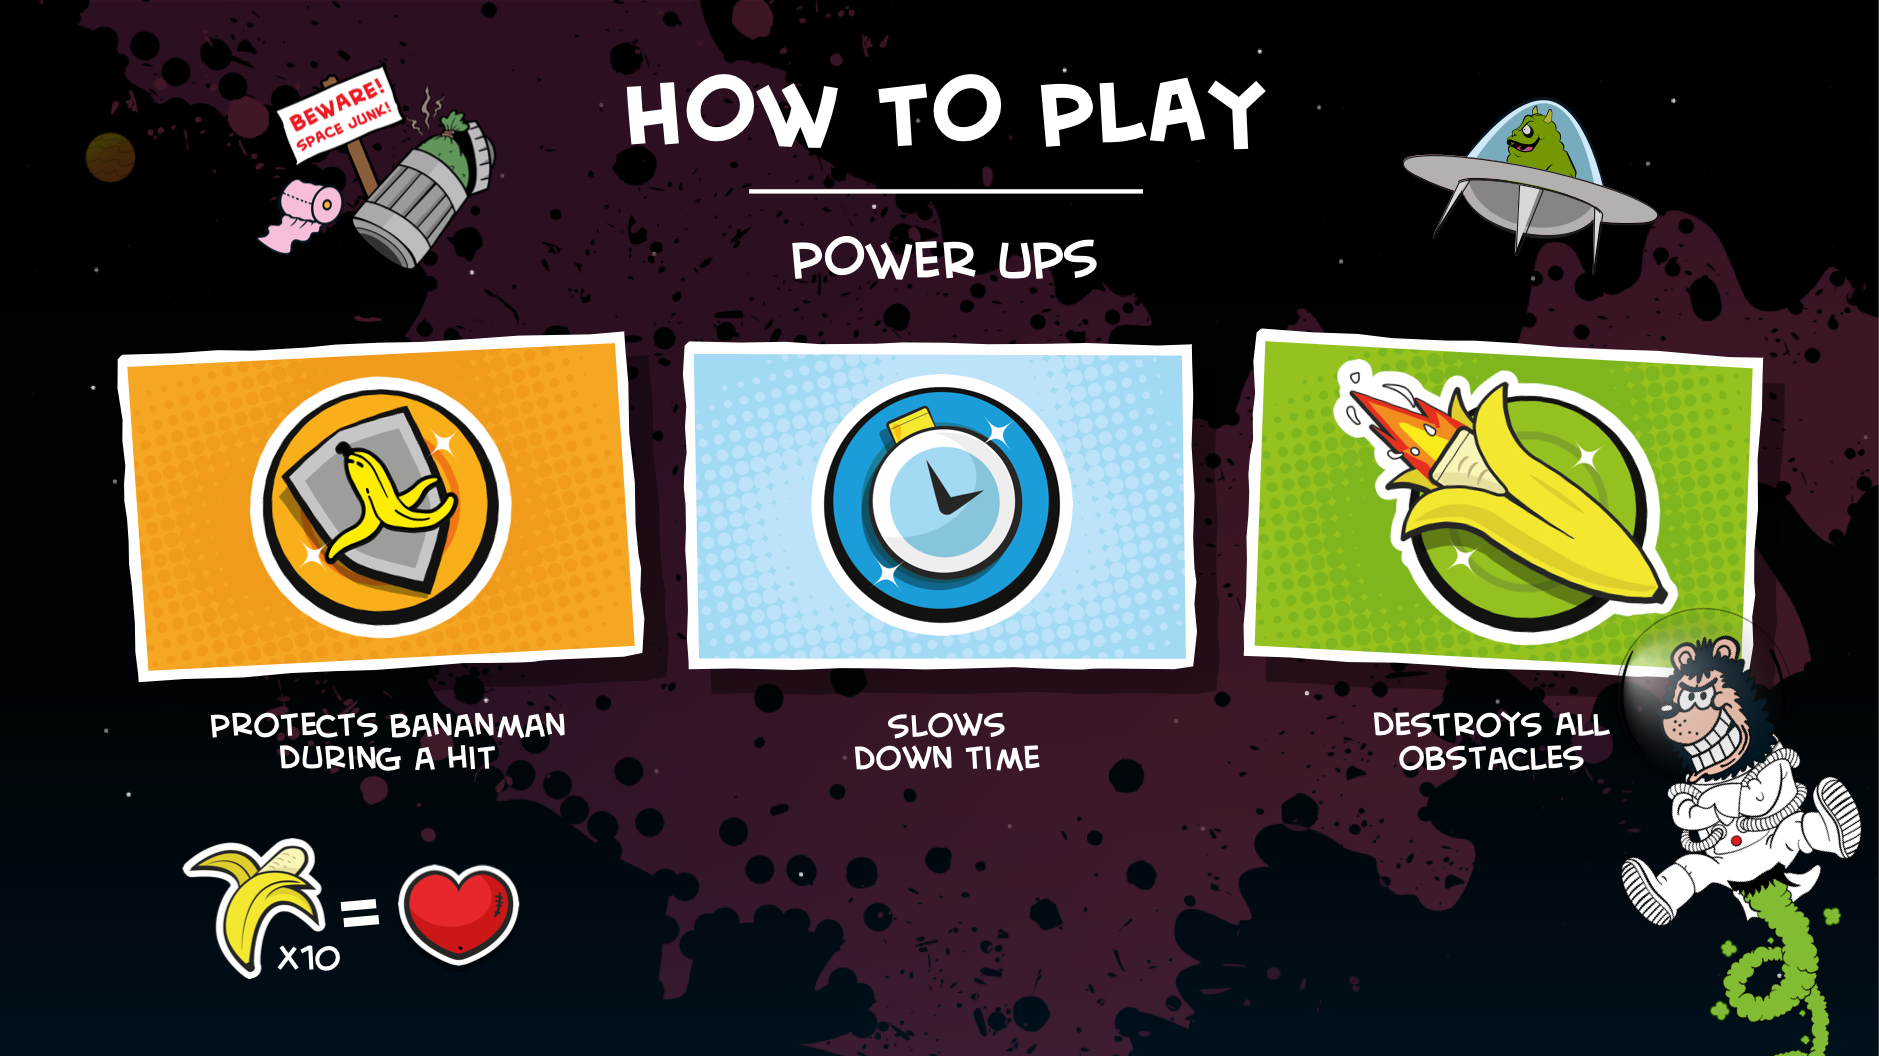 BEWARE!
SPACE JUNK!
HOW TO PLAY
POWER UPS
PROTECTS BANANMAN
DURING A HIT
SLOWS
DOWN TIME
DESTROYS ALL
OBSTACLES
X10 =